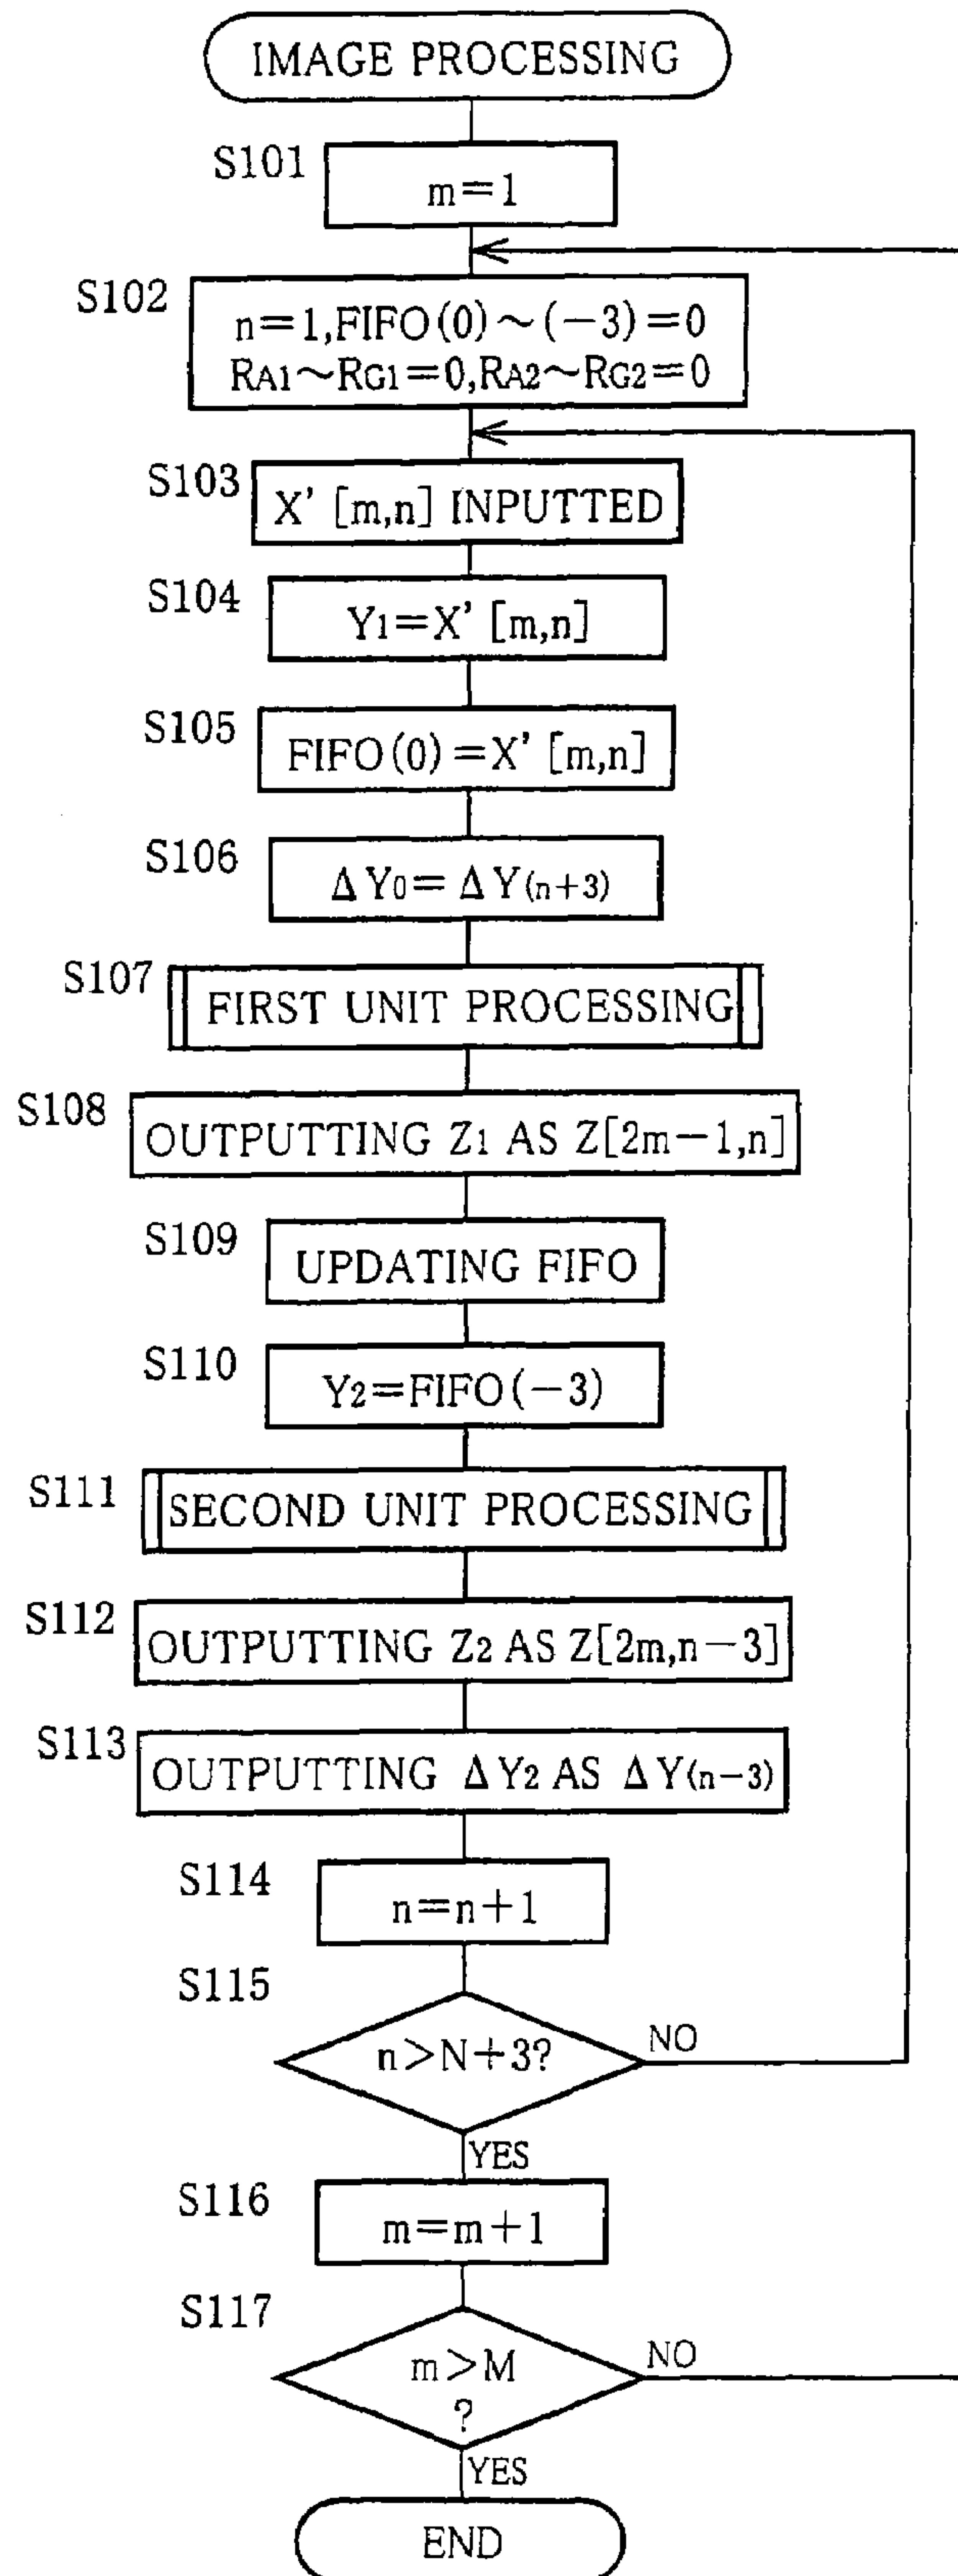 IMAGE PROCESSING
S101
m=1
S102
n=1,FIFO(0)~(-3)=0
RA1~RG1=0,RA2~RG2=0
S103
X' [m,n] INPUTTED
S104
Y1=X' [m,n]
S105
FIFO(0)=X' [m,n]
S106
ΔY0=ΔY(n+3)
S107
FIRST UNIT PROCESSING
S108
OUTPUTTING Z1 AS Z[2m-1,n]
S109
UPDATING FIFO
S110
Y2=FIFO(-3)
S111
SECOND UNIT PROCESSING
S112
OUTPUTTING Z2 AS Z[2m,n-3]
S113
OUTPUTTING ΔY2 AS ΔY(n-3)
S114
n=n+1
S115
n>N+3?
NO
YES
S116
m=m+1
S117
m>M
?
NO
YES
END